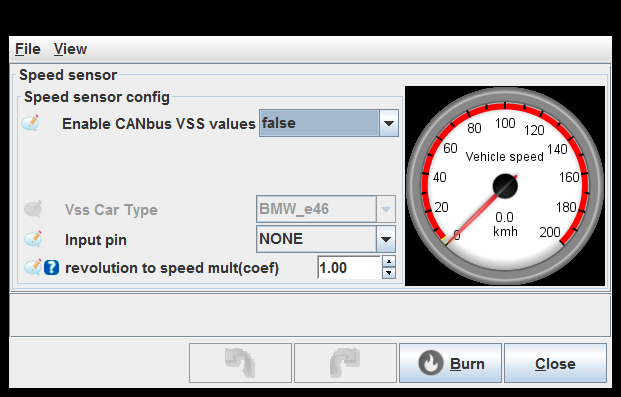 File View
Speed sensor
Speed sensor config
Enable CANbus VSS values false
Vss Car Type BMW_e46
Input pin NONE
? revolution to speed mult(coef) 1.00
0
20
40
60
80
100
120
140
160
180
200
Vehicle speed
0.0
kmh
Burn Close